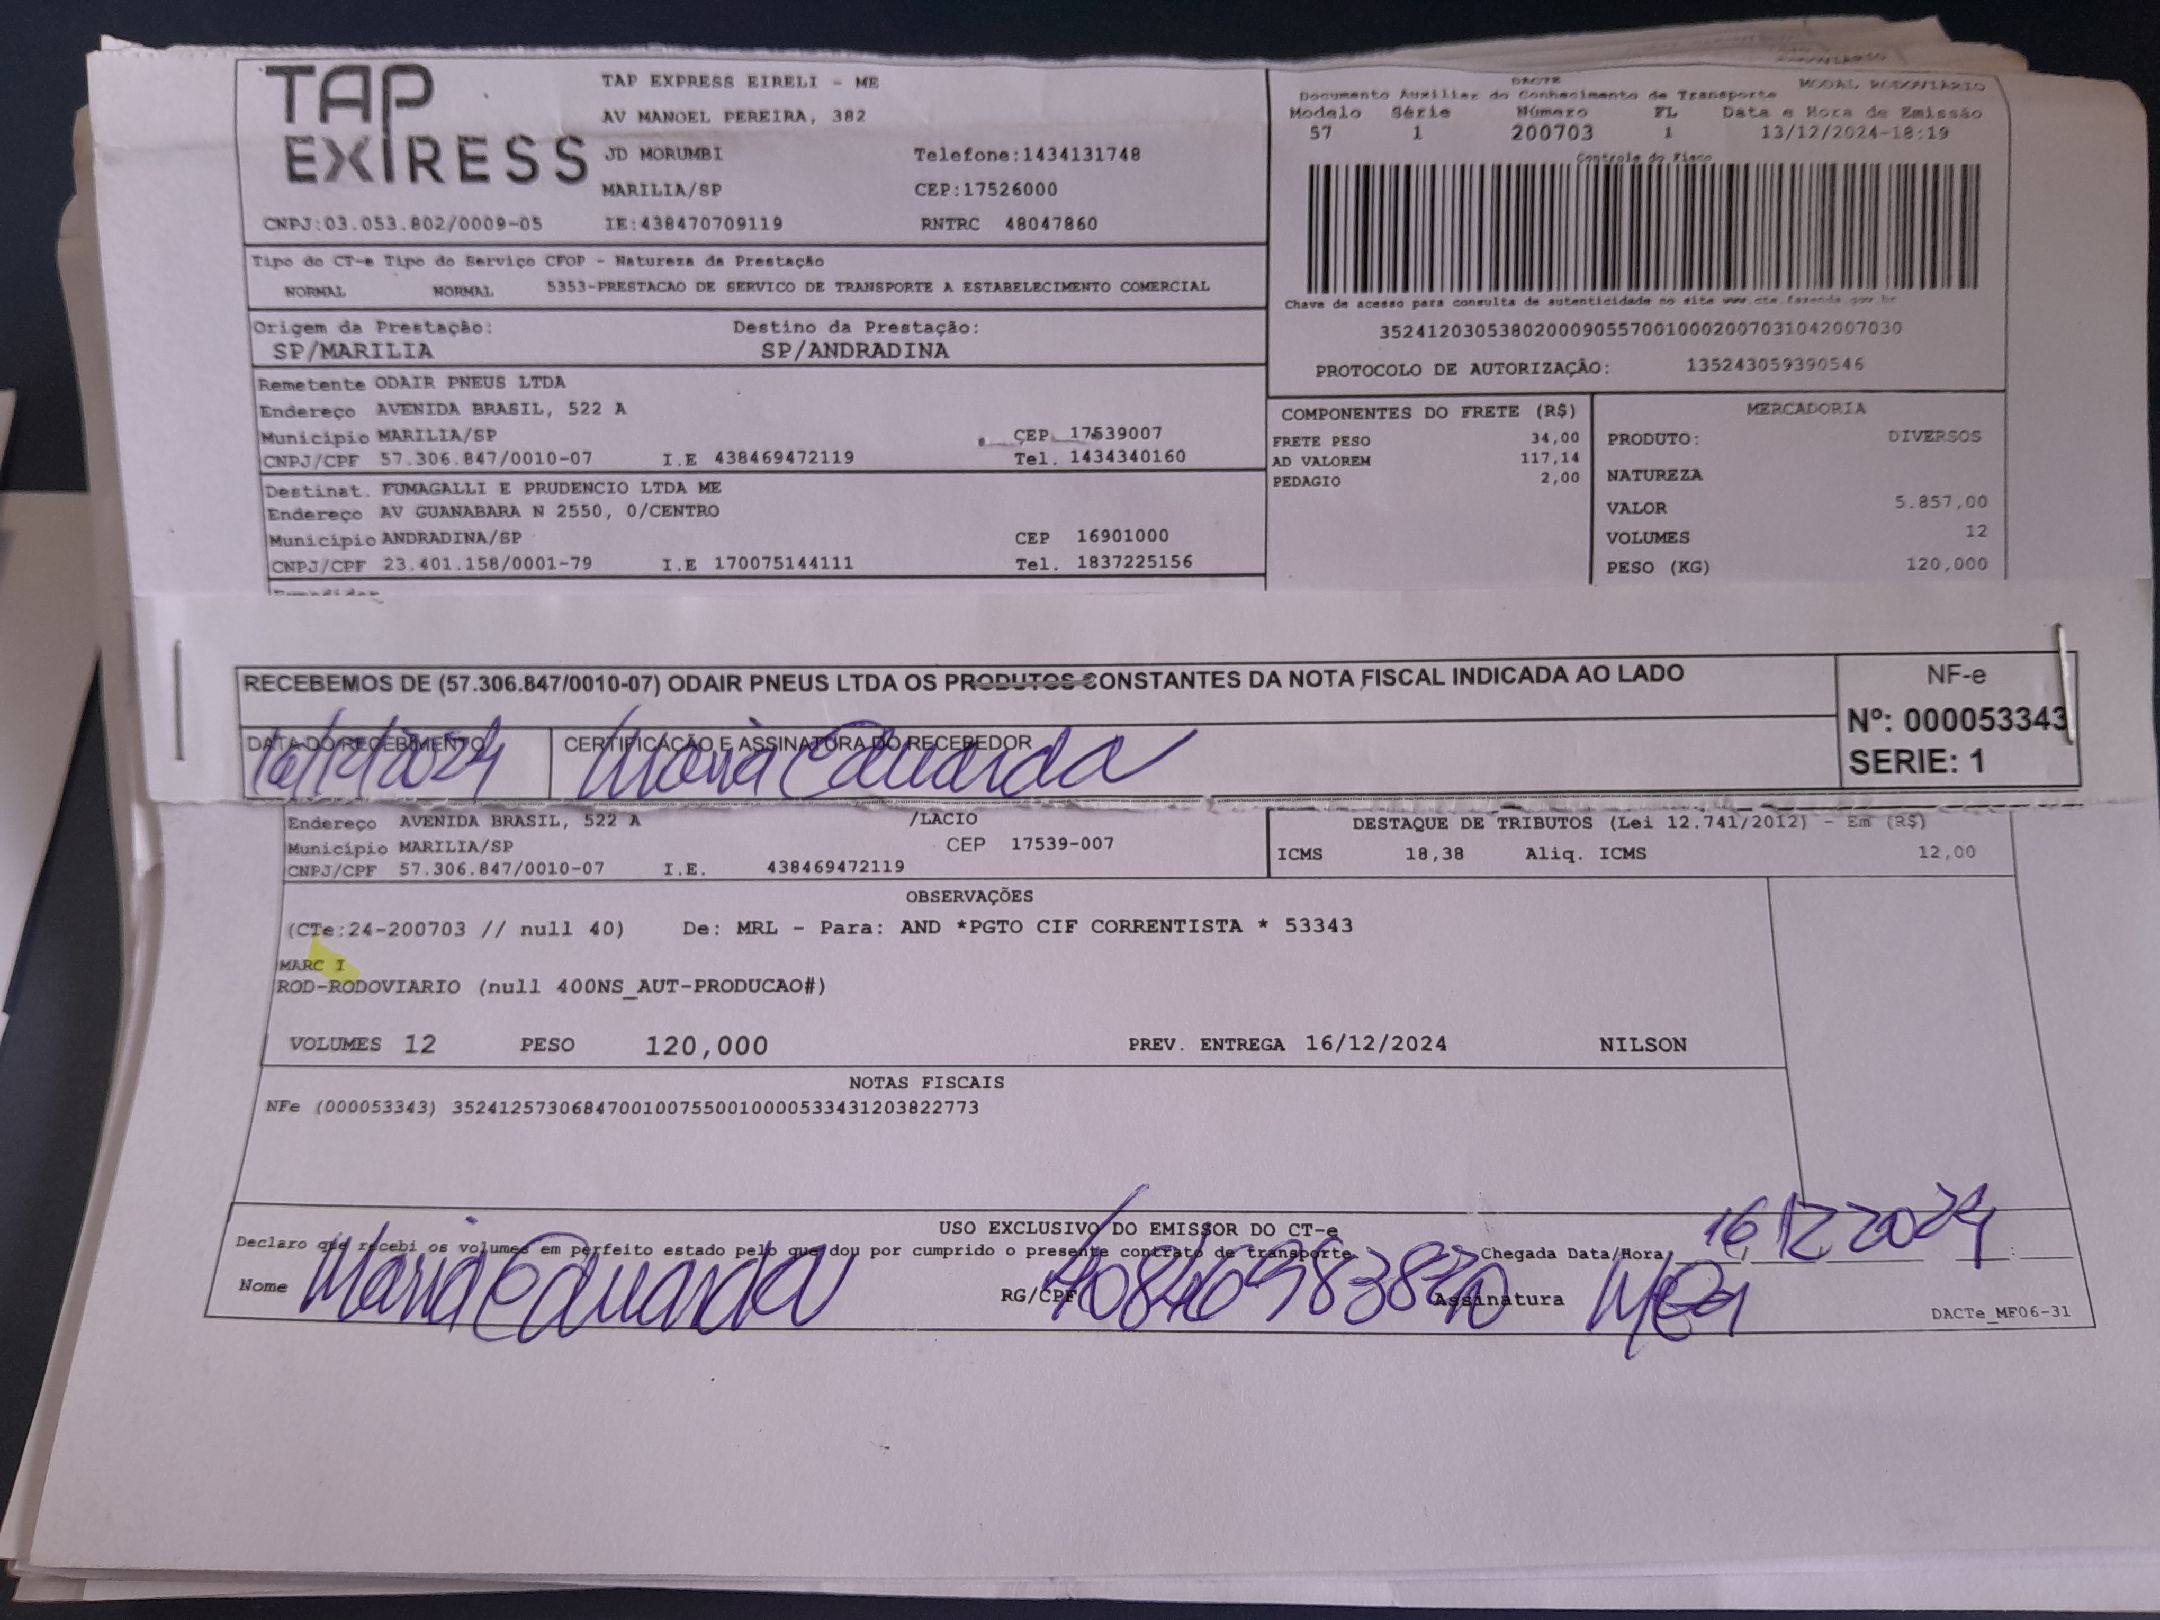 TAP EXPRESS
TAP EXPRESS EIRELI - ME
AV MANOEL PEREIRA, 382
JD MORUMBI Telefone:1434131748
MARILIA/SP CEP:17526000
CNPJ:03.053.802/0009-05 IE:438470709119 RNTRC 48047860
DACTE MODAL RODOVIARIO
Documento Auxiliar do Conhecimento de Transporte
Modelo Série Número FL Data e Hora de Emissão
57 1 200703 1 13/12/2024-18:19
Controle do Fisco
Chave de acesso para consulta de autenticidade no site www.cte.fazenda.gov.br
35241203053802000905570010002007031042007030
PROTOCOLO DE AUTORIZAÇÃO: 135243059390546
Tipo do CT-e Tipo do Serviço CFOP - Natureza da Prestação
NORMAL NORMAL 5353-PRESTACAO DE SERVICO DE TRANSPORTE A ESTABELECIMENTO COMERCIAL
Origem da Prestação: Destino da Prestação:
SP/MARILIA SP/ANDRADINA
Remetente ODAIR PNEUS LTDA
Endereço AVENIDA BRASIL, 522 A
Município MARILIA/SP CEP 17539007
CNPJ/CPF 57.306.847/0010-07 I.E 438469472119 Tel. 1434340160
Destinat. FUMAGALLI E PRUDENCIO LTDA ME
Endereço AV GUANABARA N 2550, 0/CENTRO
Município ANDRADINA/SP CEP 16901000
CNPJ/CPF 23.401.158/0001-79 I.E 170075144111 Tel. 1837225156
COMPONENTES DO FRETE (R$)
FRETE PESO 34,00
AD VALOREM 117,14
PEDAGIO 2,00
MERCADORIA
PRODUTO: DIVERSOS
NATUREZA
VALOR 5.857,00
VOLUMES 12
PESO (KG) 120,000
RECEBEMOS DE (57.306.847/0010-07) ODAIR PNEUS LTDA OS PRODUTOS CONSTANTES DA NOTA FISCAL INDICADA AO LADO
NF-e
Nº: 000053343
SERIE: 1
DATA DO RECEBIMENTO CERTIFICAÇÃO E ASSINATURA DO RECEBEDOR
16/12/2024 Maria Eduarda
Endereço AVENIDA BRASIL, 522 A /LACIO
Município MARILIA/SP CEP 17539-007
CNPJ/CPF 57.306.847/0010-07 I.E. 438469472119
DESTAQUE DE TRIBUTOS (Lei 12.741/2012) - Em (R$)
ICMS 18,38 Aliq. ICMS 12,00
OBSERVAÇÕES
(CTe:24-200703 // null 40) De: MRL - Para: AND *PGTO CIF CORRENTISTA * 53343
MARC I
ROD-RODOVIARIO (null 400NS_AUT-PRODUCAO#)
VOLUMES 12 PESO 120,000 PREV. ENTREGA 16/12/2024 NILSON
NOTAS FISCAIS
NFe (000053343) 35241257306847001007550010000533431203822773
USO EXCLUSIVO DO EMISSOR DO CT-e
Declaro que recebi os volumes em perfeito estado pelo que dou por cumprido o presente contrato de transporte Chegada Data/Hora 16 12 2024
Nome Maria Eduarda RG/CPF Assinatura
DACTe_MF06-31